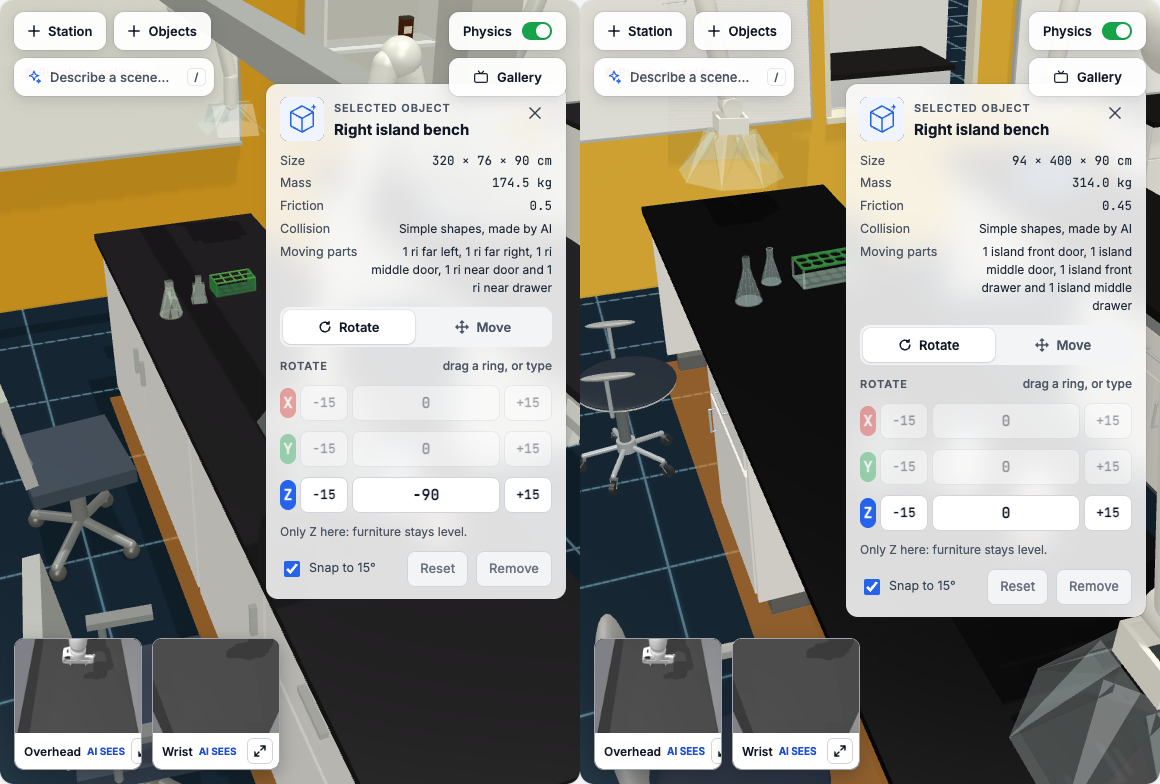 Station
Objects
Physics
Describe a scene...
/
Gallery
SELECTED OBJECT
Right island bench
Size
320 × 76 × 90 cm
Mass
174.5 kg
Friction
0.5
Collision
Simple shapes, made by AI
Moving parts
1 ri far left, 1 ri far right, 1 ri
middle door, 1 ri near door and 1
ri near drawer
Rotate
Move
ROTATE
drag a ring, or type
X
-15
0
+15
Y
-15
0
+15
Z
-15
-90
+15
Only Z here: furniture stays level.
Snap to 15°
Reset
Remove
Overhead
AI SEES
Wrist
AI SEES
Station
Objects
Physics
Describe a scene...
/
Gallery
SELECTED OBJECT
Right island bench
Size
94 × 400 × 90 cm
Mass
314.0 kg
Friction
0.45
Collision
Simple shapes, made by AI
Moving parts
1 island front door, 1 island
middle door, 1 island front
drawer and 1 island middle
drawer
Rotate
Move
ROTATE
drag a ring, or type
X
-15
0
+15
Y
-15
0
+15
Z
-15
0
+15
Only Z here: furniture stays level.
Snap to 15°
Reset
Remove
Overhead
AI SEES
Wrist
AI SEES